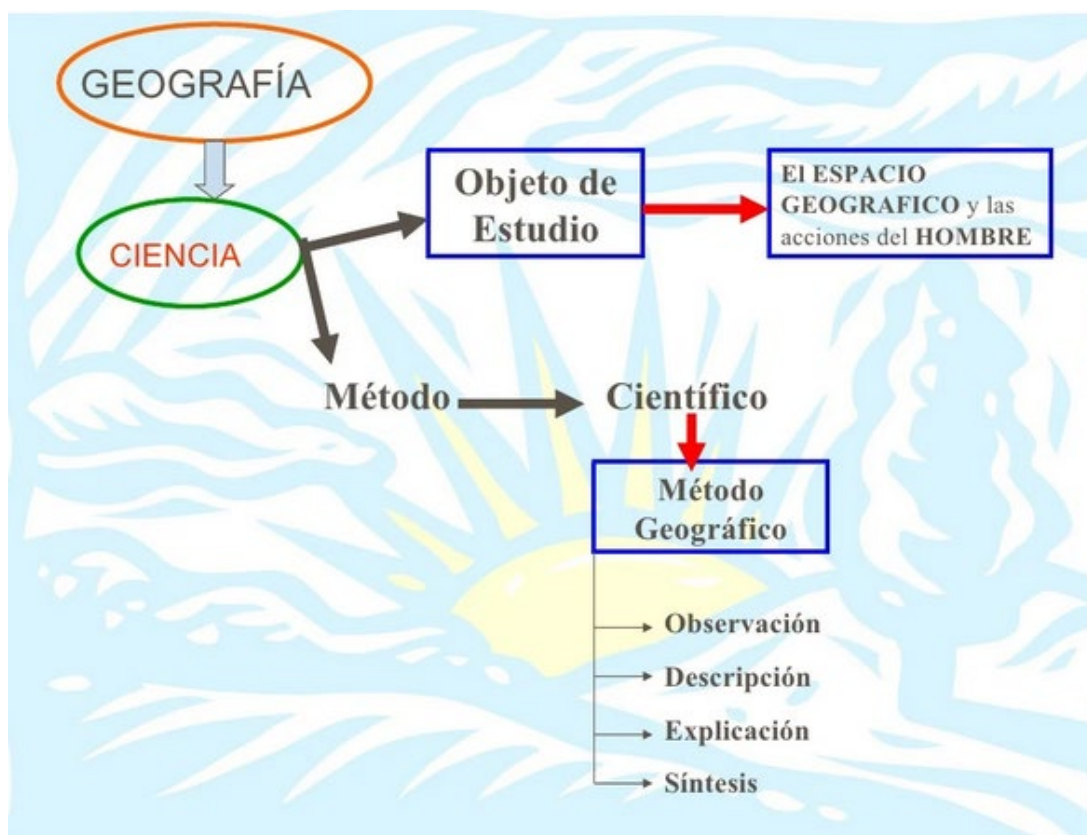 GEOGRAFÍA
CIENCIA
Objeto de
Estudio
El ESPACIO
GEOGRAFICO y las
acciones del HOMBRE
Método
Científico
Método
Geográfico
Observación
Descripción
Explicación
Síntesis